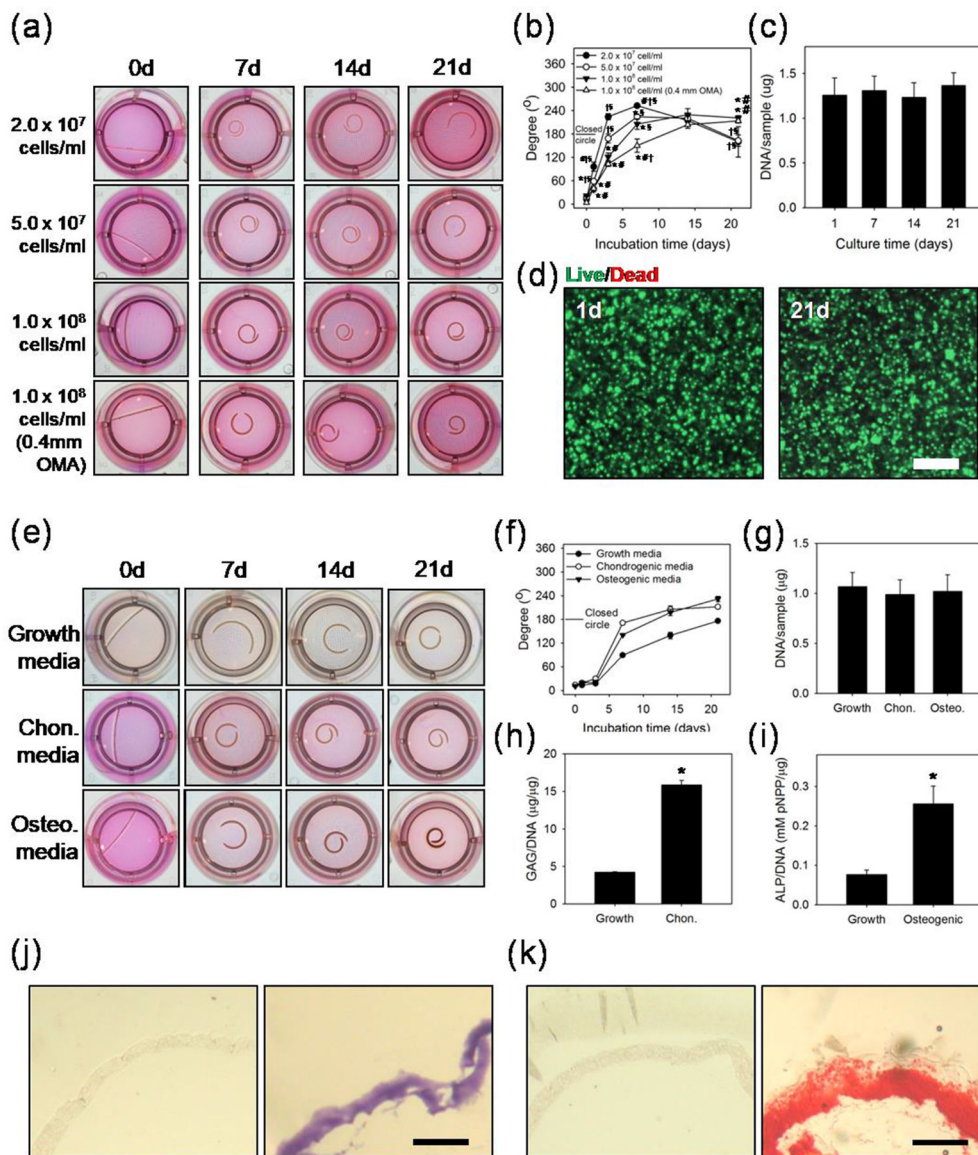 (a)
0d 7d 14d 21d
2.0 x 10⁷
cells/ml
5.0 x 10⁷
cells/ml
1.0 x 10⁸
cells/ml
1.0 x 10⁸
cells/ml
(0.4mm
OMA)
(b)
2.0 x 10⁷ cell/ml
5.0 x 10⁷ cell/ml
1.0 x 10⁸ cell/ml
1.0 x 10⁸ cell/ml (0.4 mm OMA)
360
300
240
180
120
60
0
Degree (°)
Closed
circle
0 5 10 15 20
Incubation time (days)
(c)
1.5
1.0
0.5
0.0
DNA/sample (ug)
1 7 14 21
Culture time (days)
(d)
Live/Dead
1d
21d
(e)
0d 7d 14d 21d
Growth
media
Chon.
media
Osteo.
media
(f)
Growth media
Chondrogenic media
Osteogenic media
360
300
240
180
120
60
0
Degree (°)
Closed
circle
0 5 10 15 20
Incubation time (days)
(g)
1.5
1.0
0.5
0.0
DNA/sample (µg)
Growth Chon. Osteo.
(h)
20
15
10
5
0
GAG/DNA (µg/µg)
*
Growth Chon.
(i)
0.3
0.2
0.1
0.0
ALP/DNA (mM pNPP/µg)
*
Growth Osteogenic
(j)
(k)